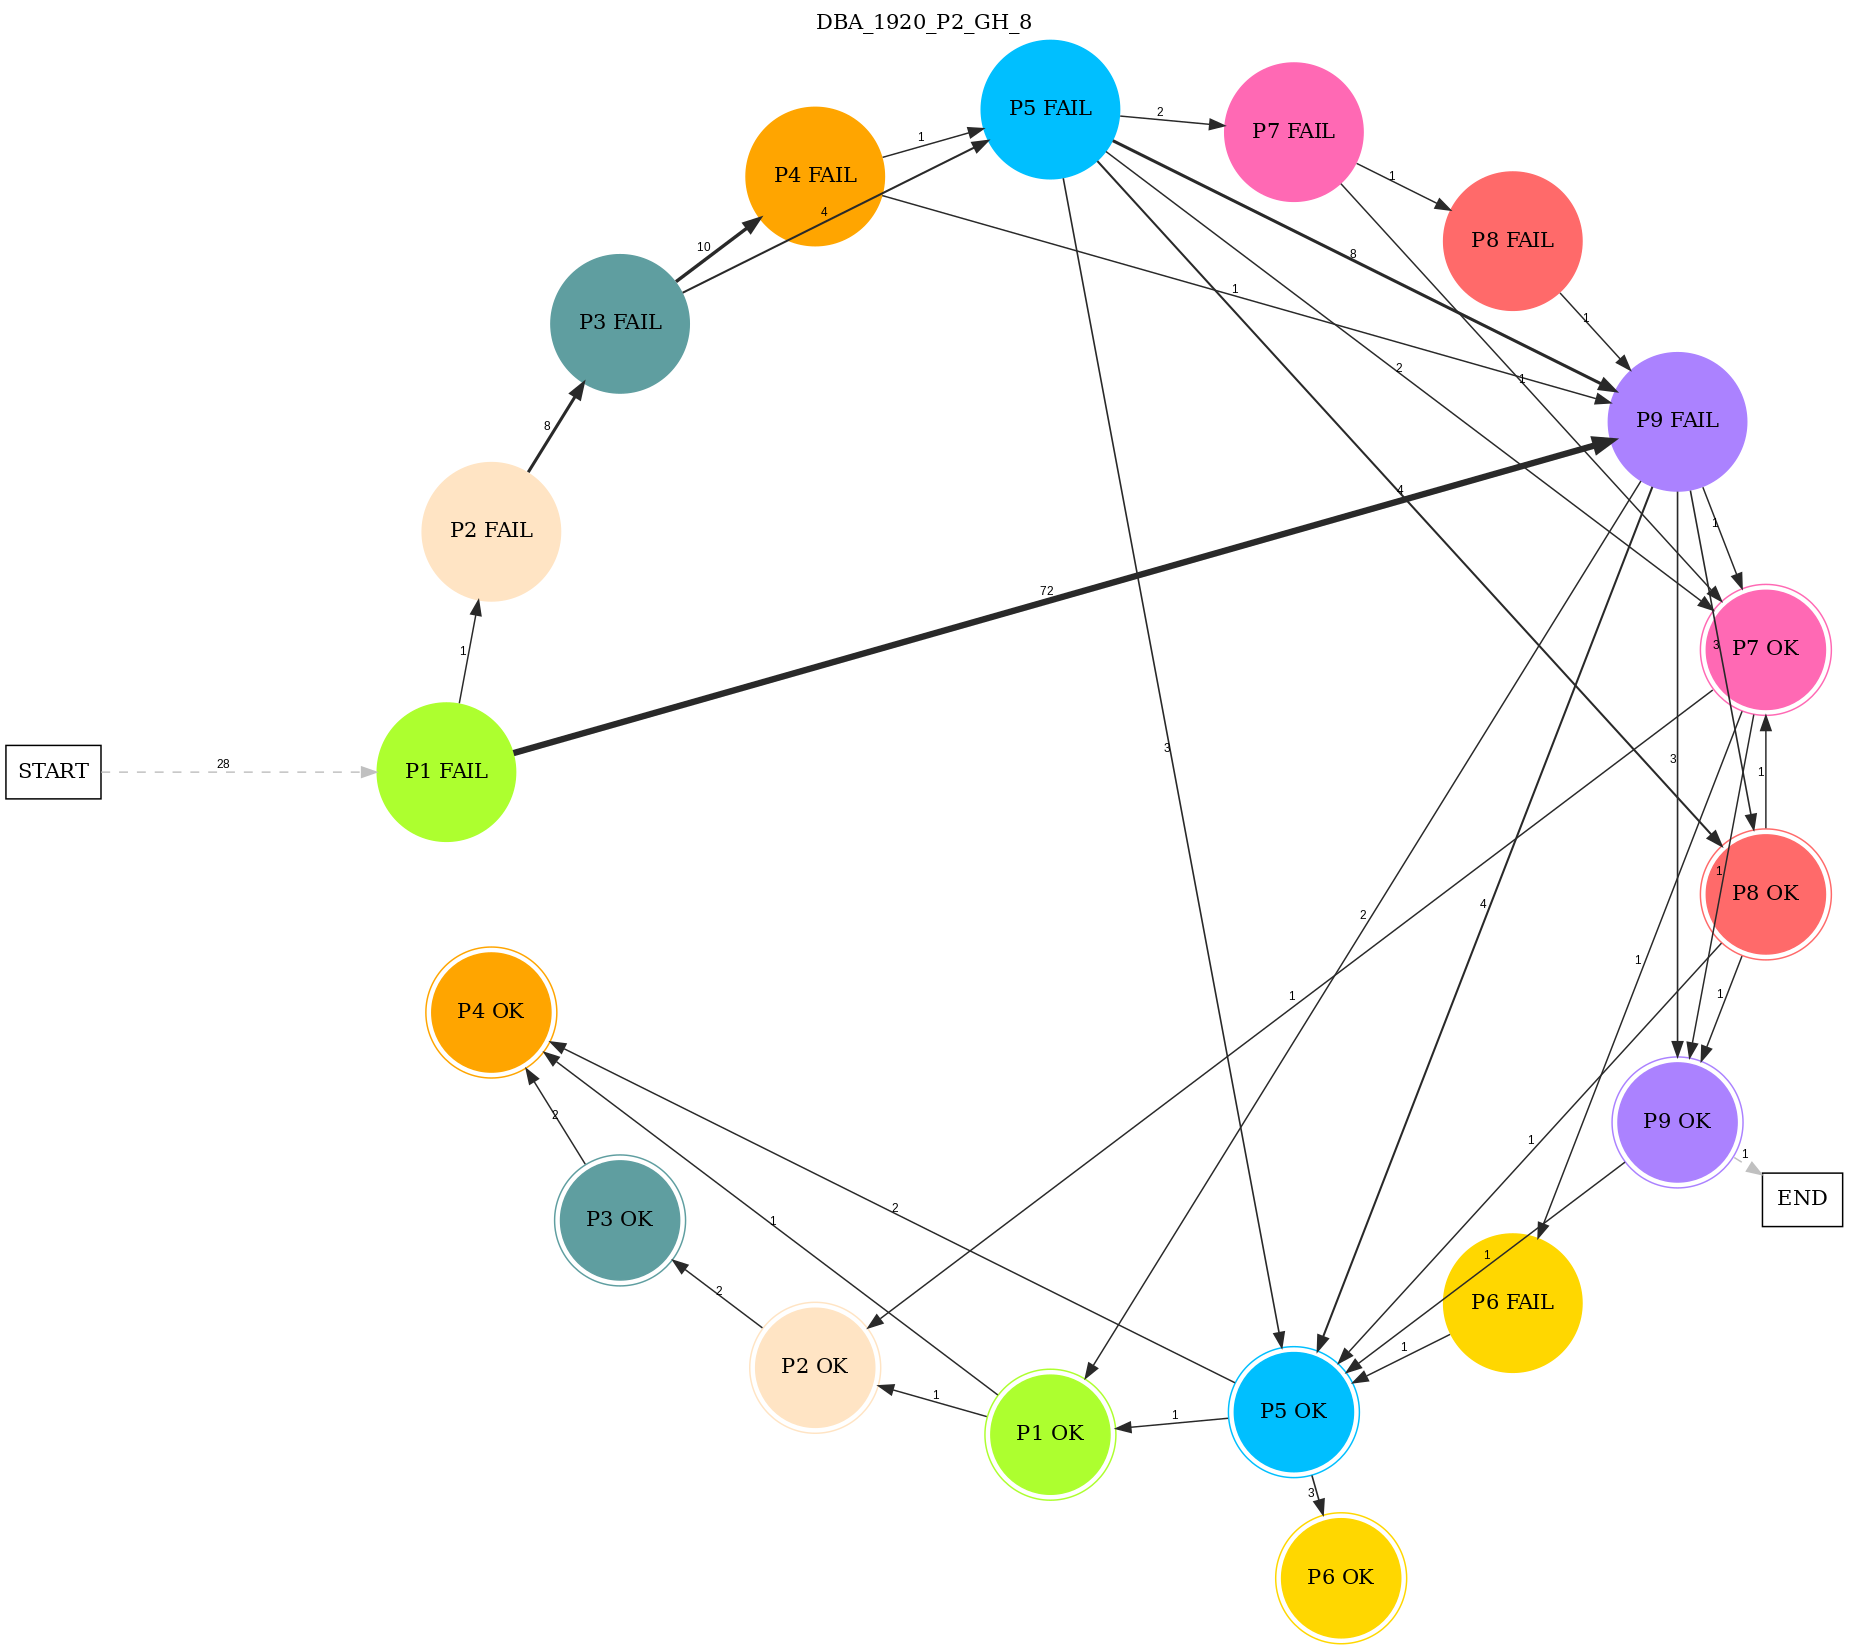 DBA_1920_P2_GH_8
P5 FAIL
P7 FAIL
2
P4 FAIL
1
1
P8 FAIL
4
10
8
1
1
P3 FAIL
1
2
P9 FAIL
8
4
1
P2 FAIL
72
1
3
P7 OK
3
3
START
28
P1 FAIL
1
1
P8 OK
4
2
1
1
1
P4 OK
2
P9 OK
1
1
END
P3 OK
2
1
1
2
P6 FAIL
1
P2 OK
1
P5 OK
1
P1 OK
3
P6 OK